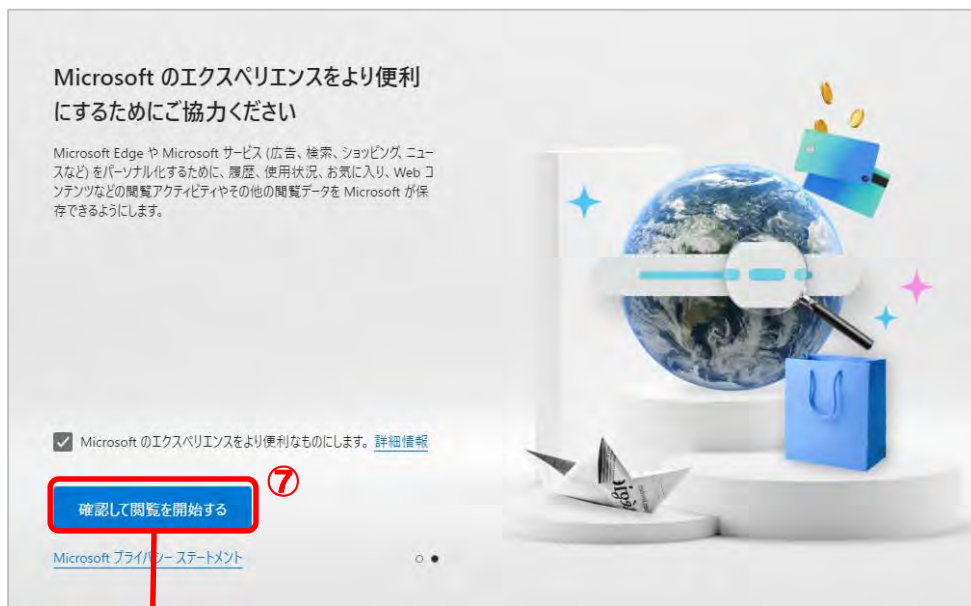 Microsoft のエクスペリエンスをより便利
にするためにご協力ください
Microsoft Edge や Microsoft サービス (広告、検索、ショッピング、ニュー
スなど) をパーソナル化するために、履歴、使用状況、お気に入り、Web コ
ンテンツなどの閲覧アクティビティやその他の閲覧データを Microsoft が保
存できるようにします。
Microsoft のエクスペリエンスをより便利なものにします。 詳細情報
⑦
確認して閲覧を開始する
Microsoft プライバシー ステートメント